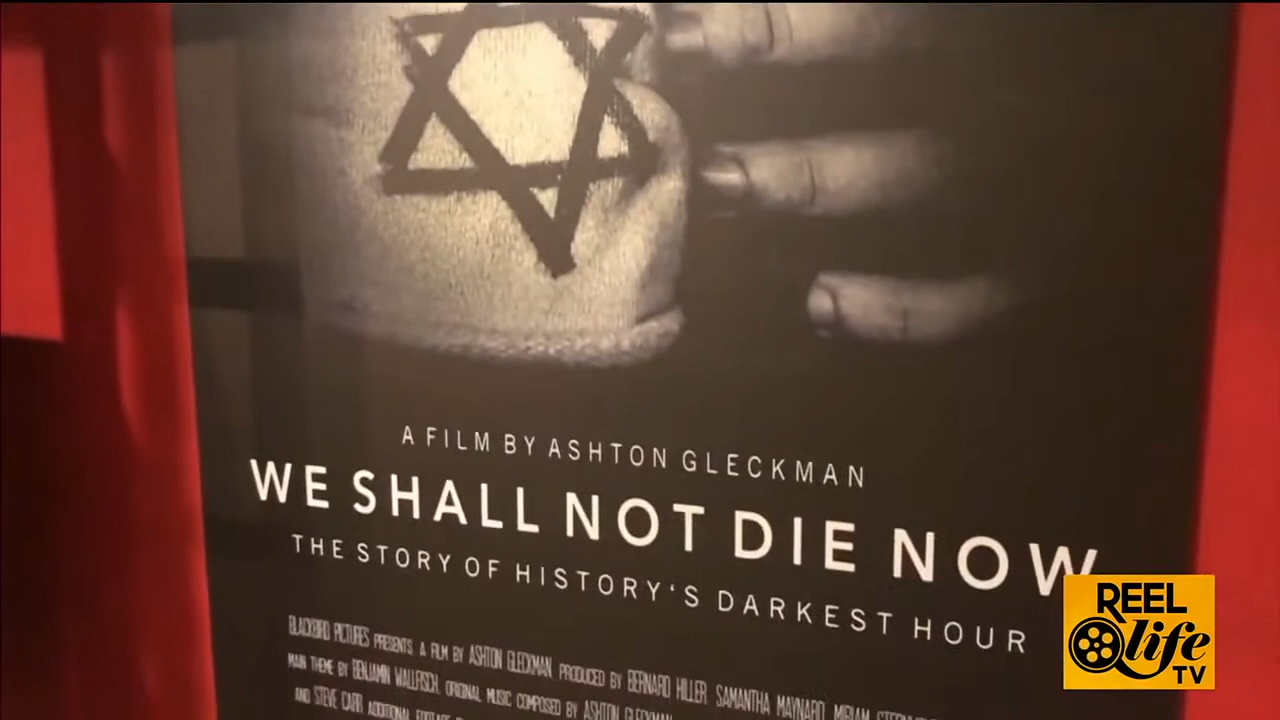 A FILM BY ASHTON GLECKMAN
WE SHALL NOT DIE NOW
THE STORY OF HISTORY'S DARKEST HOUR
BLACKBIRD PICTURES PRESENTS A FILM BY ASHTON GLECKMAN PRODUCED BY BERNARD HILLER SAMANTHA MAYNARD MIRIAM
MAIN THEME BY BENJAMIN WALLFISCH ORIGINAL MUSIC COMPOSED BY ASHTON
AND STEVE CARR ADDITIONAL FOOTAGE
REEL
life
TV